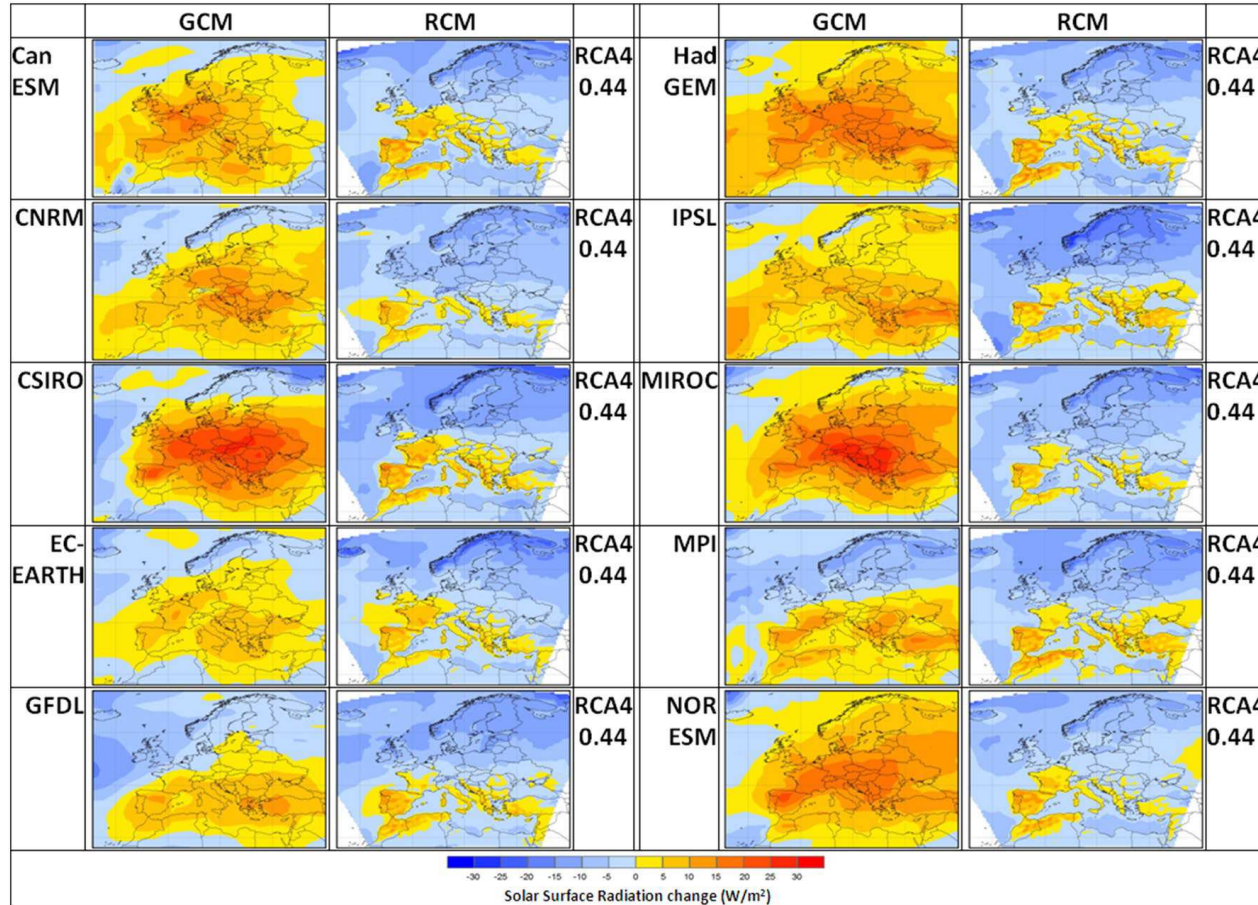 GCM RCM GCM RCM
Can
ESM
RCA4
0.44
Had
GEM
RCA4
0.44
CNRM
RCA4
0.44
IPSL
RCA4
0.44
CSIRO
RCA4
0.44
MIROC
RCA4
0.44
EC-
EARTH
RCA4
0.44
MPI
RCA4
0.44
GFDL
RCA4
0.44
NOR
ESM
RCA4
0.44
-30 -25 -20 -15 -10 -5 0 5 10 15 20 25 30
Solar Surface Radiation change (W/m²)